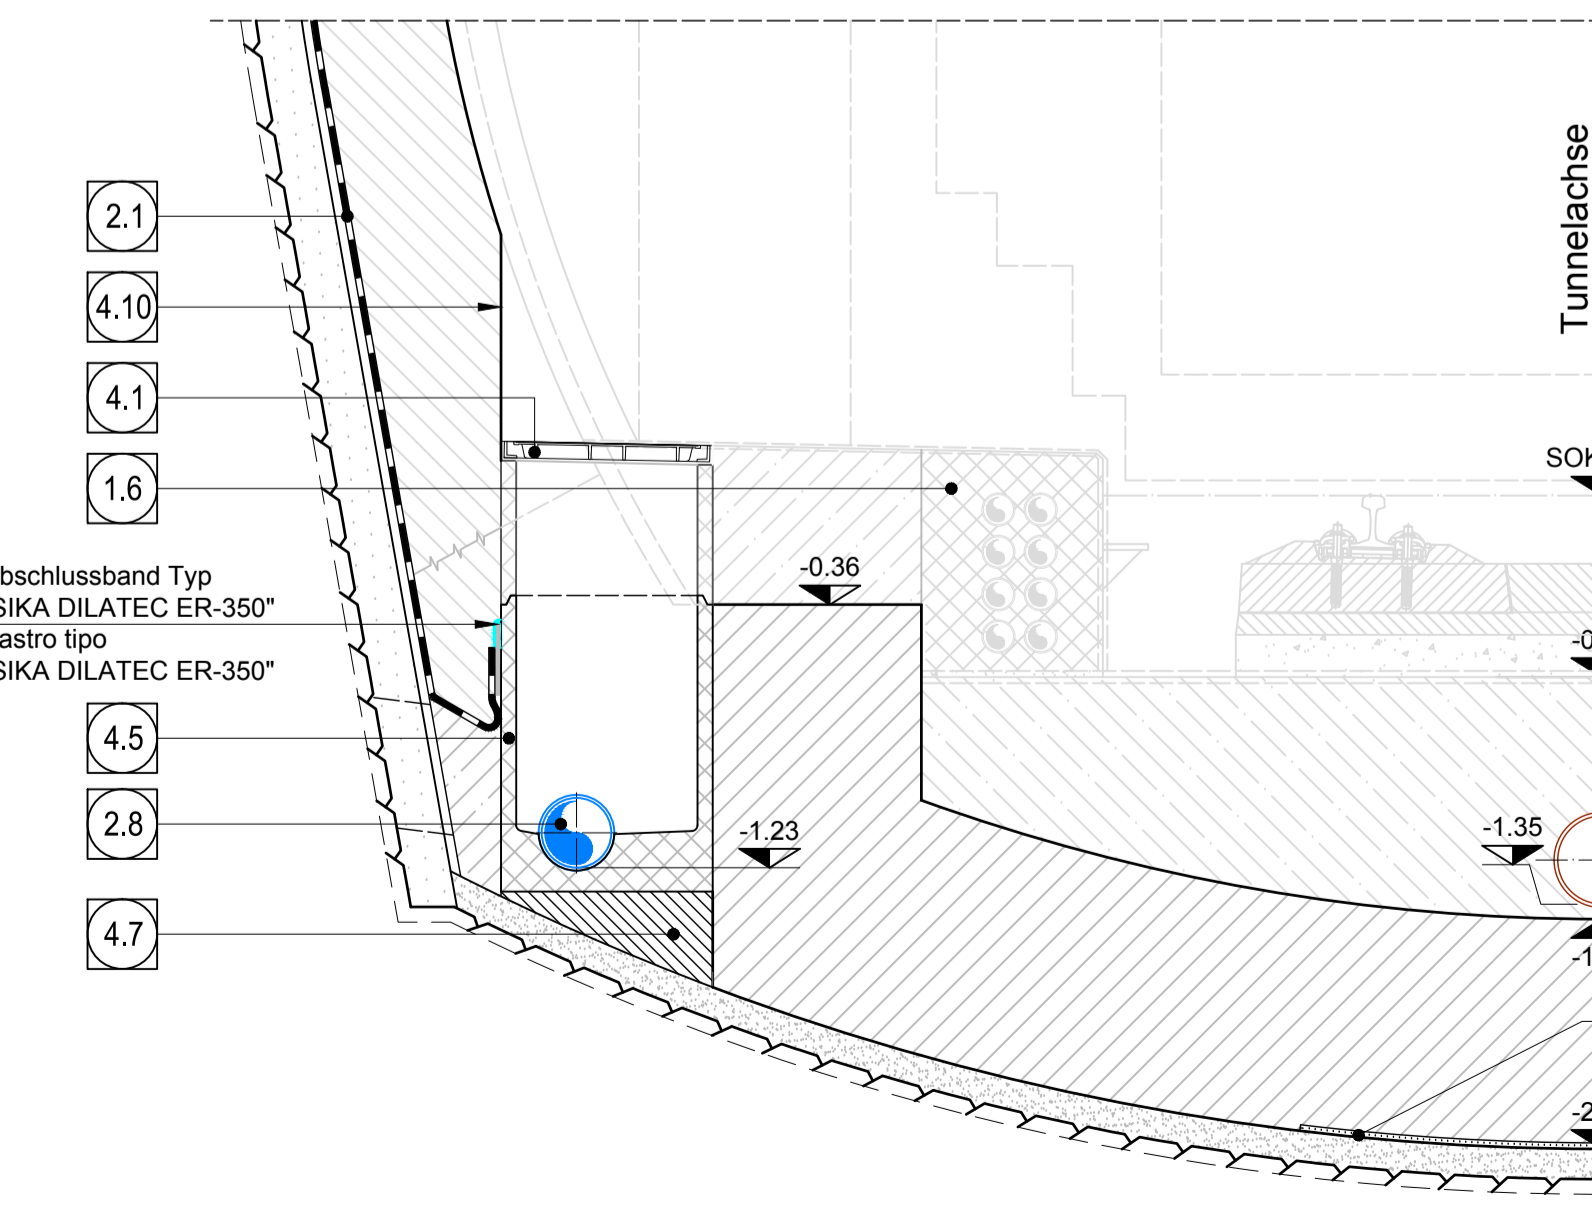 Tunnelachse
2.1
4.10
4.1
1.6
SOK
bschlussband Typ
SIKA DILATEC ER-350"
astro tipo
SIKA DILATEC ER-350"
-0.36
4.5
2.8
-1.23
-1.35
4.7